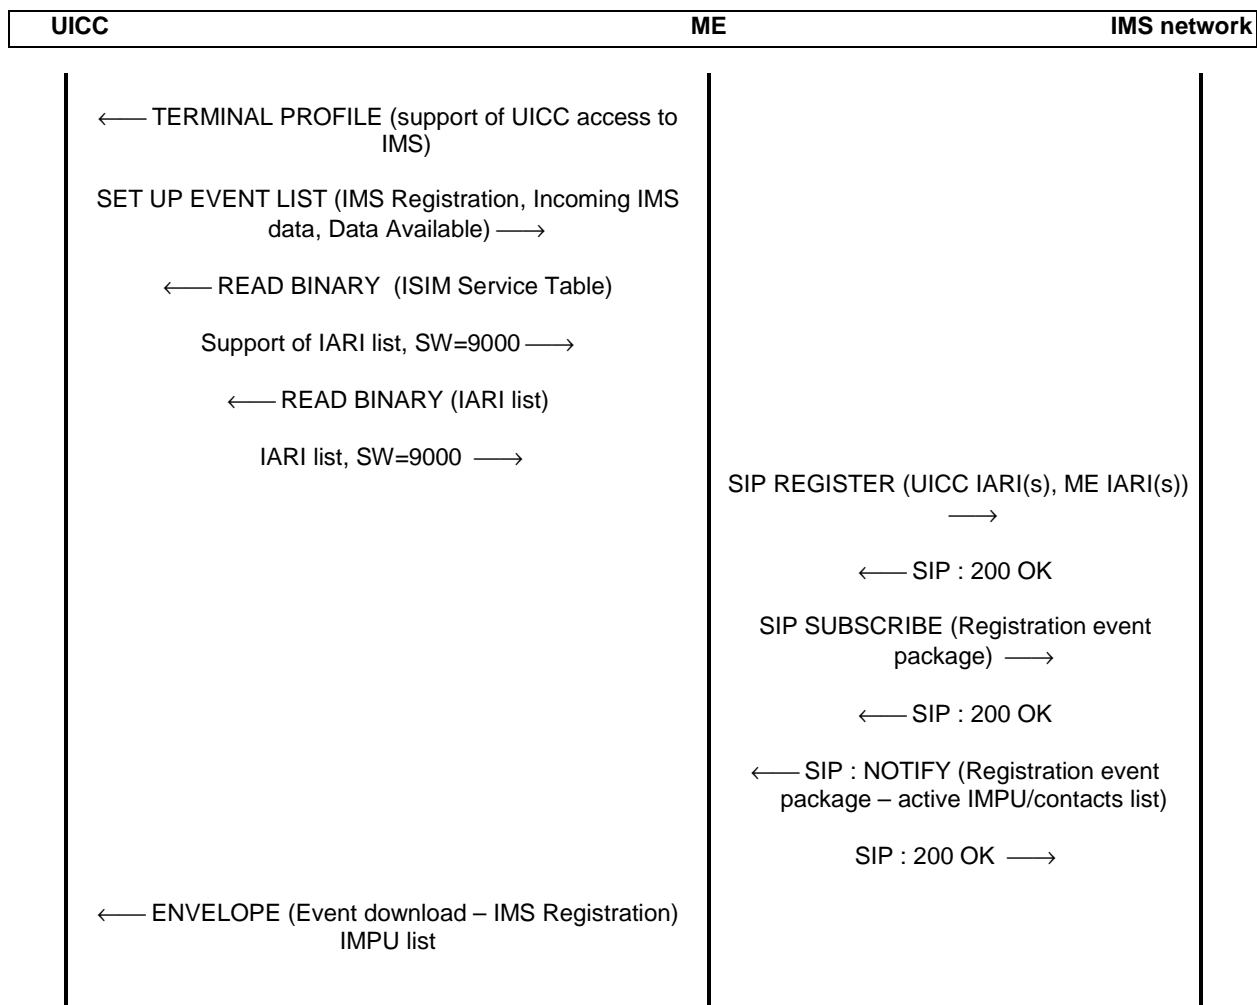 UICC ME IMS network
← TERMINAL PROFILE (support of UICC access to
IMS)
SET UP EVENT LIST (IMS Registration, Incoming IMS
data, Data Available) →
← READ BINARY (ISIM Service Table)
Support of IARI list, SW=9000 →
← READ BINARY (IARI list)
IARI list, SW=9000 →
SIP REGISTER (UICC IARI(s), ME IARI(s))
→
← SIP : 200 OK
SIP SUBSCRIBE (Registration event
package) →
← SIP : 200 OK
← SIP : NOTIFY (Registration event
package – active IMPU/contacts list)
SIP : 200 OK →
← ENVELOPE (Event download – IMS Registration)
IMPU list